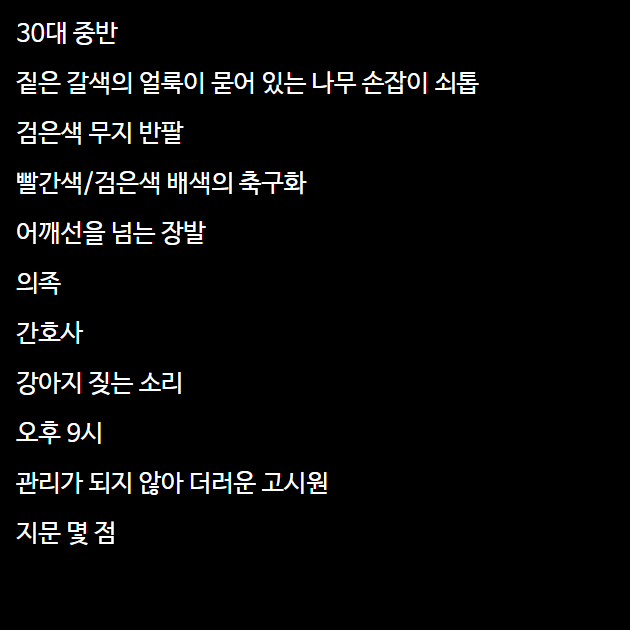 30대 중반
짙은 갈색의 얼룩이 묻어 있는 나무 손잡이 쇠톱
검은색 무지 반팔
빨간색/검은색 배색의 축구화
어깨선을 넘는 장발
의족
간호사
강아지 짖는 소리
오후 9시
관리가 되지 않아 더러운 고시원
지문 몇 점